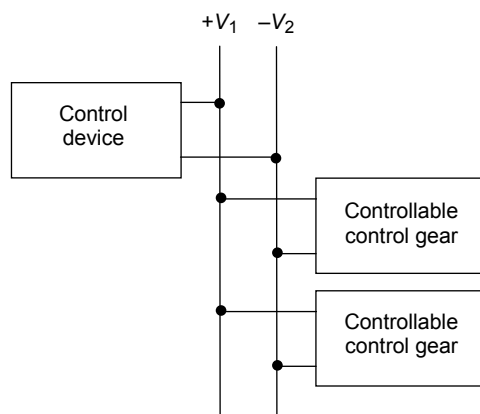 +V₁ –V₂
Control
device
Controllable
control gear
Controllable
control gear